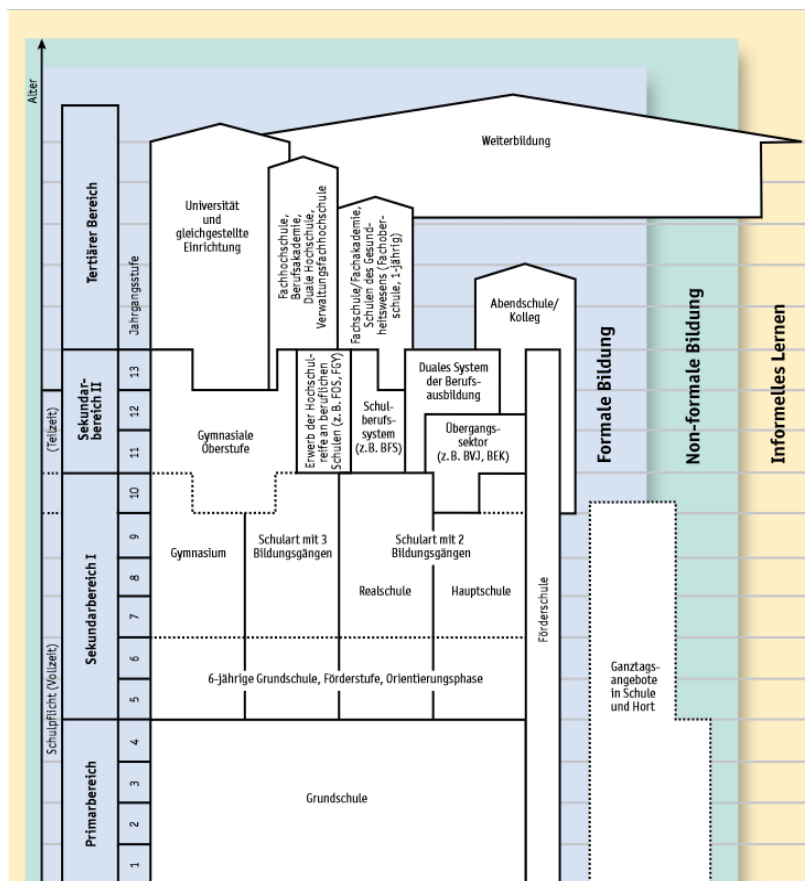 Alter
Tertiärer Bereich
Jahrgangsstufe
Weiterbildung
Universität
und
gleichgestellte
Einrichtung
Fachhochschule,
Berufsakademie,
Duale Hochschule,
Verwaltungsfachhochschule
Fachschule/Fachakademie,
Schulen des Gesund-
heitswesens (Fachober-
schule, 1-jährig)
Abendschule/
Kolleg
Formale Bildung
Non-formale Bildung
Informelles Lernen
(Teilzeit)
Sekundar-
bereich II
13
12
11
Gymnasiale
Oberstufe
Erwerb der Hochschul-
reife an beruflichen
Schulen (z. B. FOS, FGY)
Schul-
berufs-
system
(z. B. BFS)
Duales System
der Berufs-
ausbildung
Übergangs-
sektor
(z. B. BVJ, BEK)
Schulpflicht (Vollzeit)
Sekundarbereich I
10
9
8
7
6
5
Gymnasium
Schulart mit 3
Bildungsgängen
Schulart mit 2
Bildungsgängen
Realschule
Hauptschule
Förderschule
6-jährige Grundschule, Förderstufe, Orientierungsphase
Ganztags-
angebote
in Schule
und Hort
Primarbereich
4
3
2
1
Grundschule